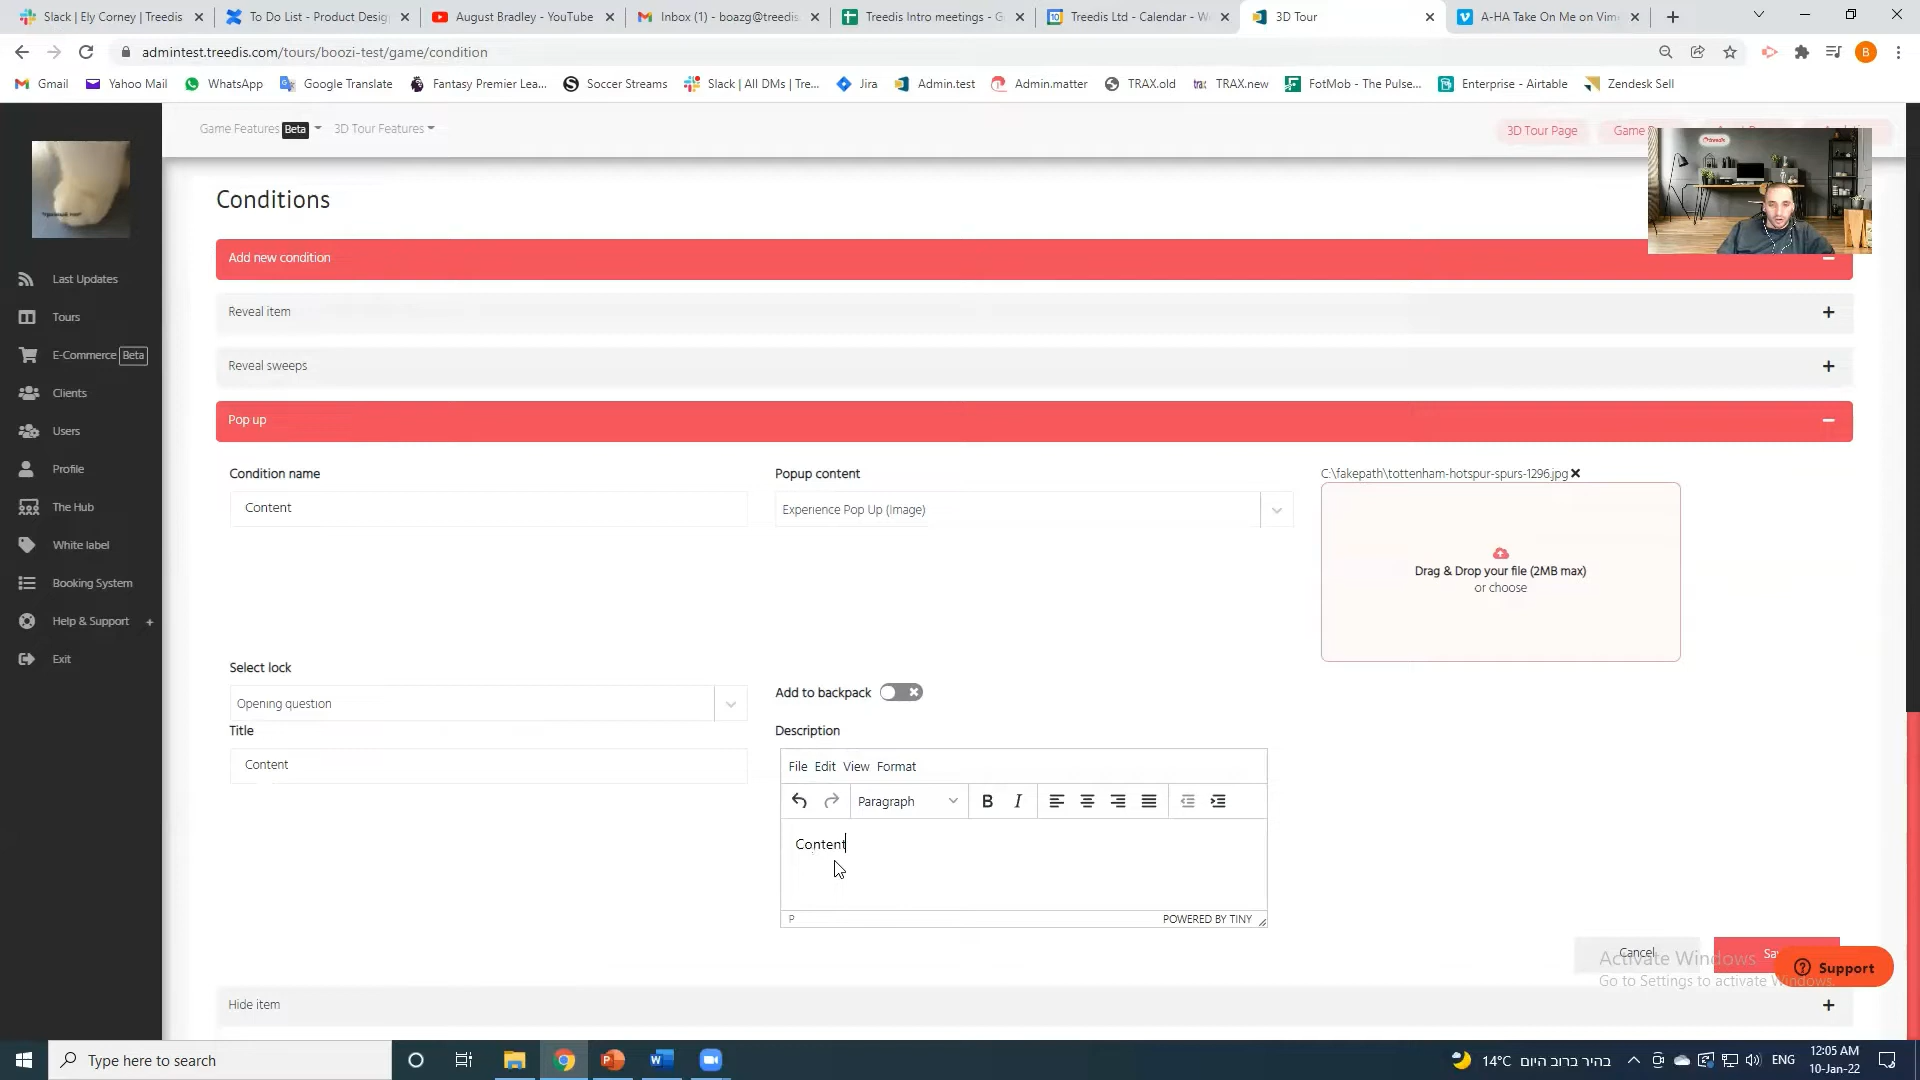 Slack | Ely Corney | Treedis
To Do List - Product Desig
August Bradley - YouTube
Inbox (1) - boazg@treedis
Treedis Intro meetings - G
Treedis Ltd - Calendar - W
3D Tour
A-HA Take On Me on Vim
admintest.treedis.com/tours/boozi-test/game/condition
B
Gmail
Yahoo Mail
WhatsApp
Google Translate
Fantasy Premier Lea...
Soccer Streams
Slack | All DMs | Tre...
Jira
Admin.test
Admin.matter
TRAX.old
TRAX.new
FotMob - The Pulse...
Enterprise - Airtable
Zendesk Sell
Game Features Beta
3D Tour Features
3D Tour Page
Game
Last Updates
Tours
E-Commerce Beta
Clients
Users
Profile
The Hub
White label
Booking System
Help & Support +
Exit
Conditions
Add new condition
Reveal item
Reveal sweeps
Pop up
Condition name
Content
Popup content
Experience Pop Up (Image)
C:\fakepath\tottenham-hotspur-spurs-1296.jpg
Drag & Drop your file (2MB max)
or choose
Select lock
Opening question
Add to backpack
Title
Content
Description
File Edit View Format
Paragraph B I
Content
P
POWERED BY TINY
Cancel
Sa
Activate Windows
Go to Settings to activate Windows.
Support
Hide item
Type here to search
14°C בהיר ברוב היום
ENG
12:05 AM
10-Jan-22